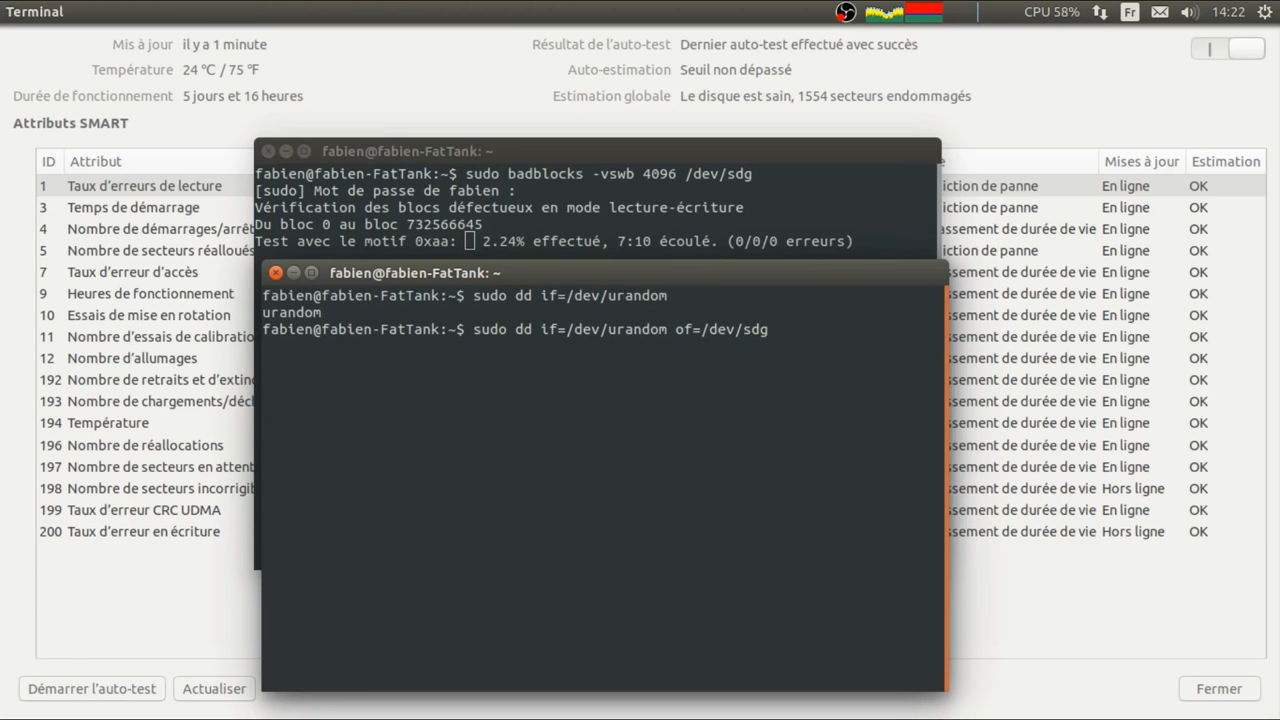 Terminal
CPU 58%
Fr
14:22
Mis à jour il y a 1 minute
Résultat de l'auto-test Dernier auto-test effectué avec succès
Température 24 °C / 75 °F
Auto-estimation Seuil non dépassé
Durée de fonctionnement 5 jours et 16 heures
Estimation globale Le disque est sain, 1554 secteurs endommagés
Attributs SMART
ID Attribut
Mises à jour Estimation
1 Taux d'erreurs de lecture
iction de panne En ligne OK
3 Temps de démarrage
iction de panne En ligne OK
4 Nombre de démarrages/arrêt
ssement de durée de vie En ligne OK
5 Nombre de secteurs réalloués
iction de panne En ligne OK
7 Taux d'erreur d'accès
ssement de durée de vie En ligne OK
9 Heures de fonctionnement
ssement de durée de vie En ligne OK
10 Essais de mise en rotation
ssement de durée de vie En ligne OK
11 Nombre d'essais de calibratio
ssement de durée de vie En ligne OK
12 Nombre d'allumages
ssement de durée de vie En ligne OK
192 Nombre de retraits et d'extinc
ssement de durée de vie En ligne OK
193 Nombre de chargements/décl
ssement de durée de vie En ligne OK
194 Température
ssement de durée de vie En ligne OK
196 Nombre de réallocations
ssement de durée de vie En ligne OK
197 Nombre de secteurs en attent
ssement de durée de vie En ligne OK
198 Nombre de secteurs incorrigib
ssement de durée de vie Hors ligne OK
199 Taux d'erreur CRC UDMA
ssement de durée de vie En ligne OK
200 Taux d'erreur en écriture
ssement de durée de vie Hors ligne OK
fabien@fabien-FatTank: ~
fabien@fabien-FatTank:~$ sudo badblocks -vswb 4096 /dev/sdg
[sudo] Mot de passe de fabien :
Vérification des blocs défectueux en mode lecture-écriture
Du bloc 0 au bloc 732566645
Test avec le motif 0xaa: 2.24% effectué, 7:10 écoulé. (0/0/0 erreurs)
fabien@fabien-FatTank: ~
fabien@fabien-FatTank:~$ sudo dd if=/dev/urandom
urandom
fabien@fabien-FatTank:~$ sudo dd if=/dev/urandom of=/dev/sdg
Démarrer l'auto-test
Actualiser
Fermer